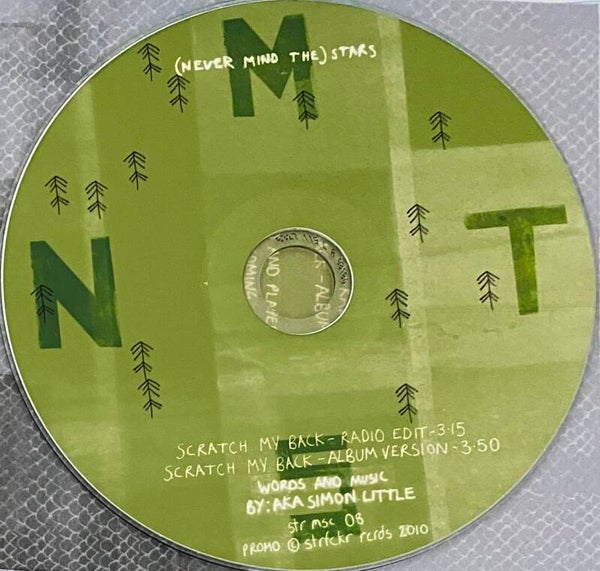 M
(NEVER MIND THE) STARS
N
T
S
SCRATCH MY BACK - RADIO EDIT - 3:15
SCRATCH MY BACK - ALBUM VERSION - 3:50
WORDS AND MUSIC
BY: AKA SIMON LITTLE
str msc 08
PROMO © strfckr rcrds 2010